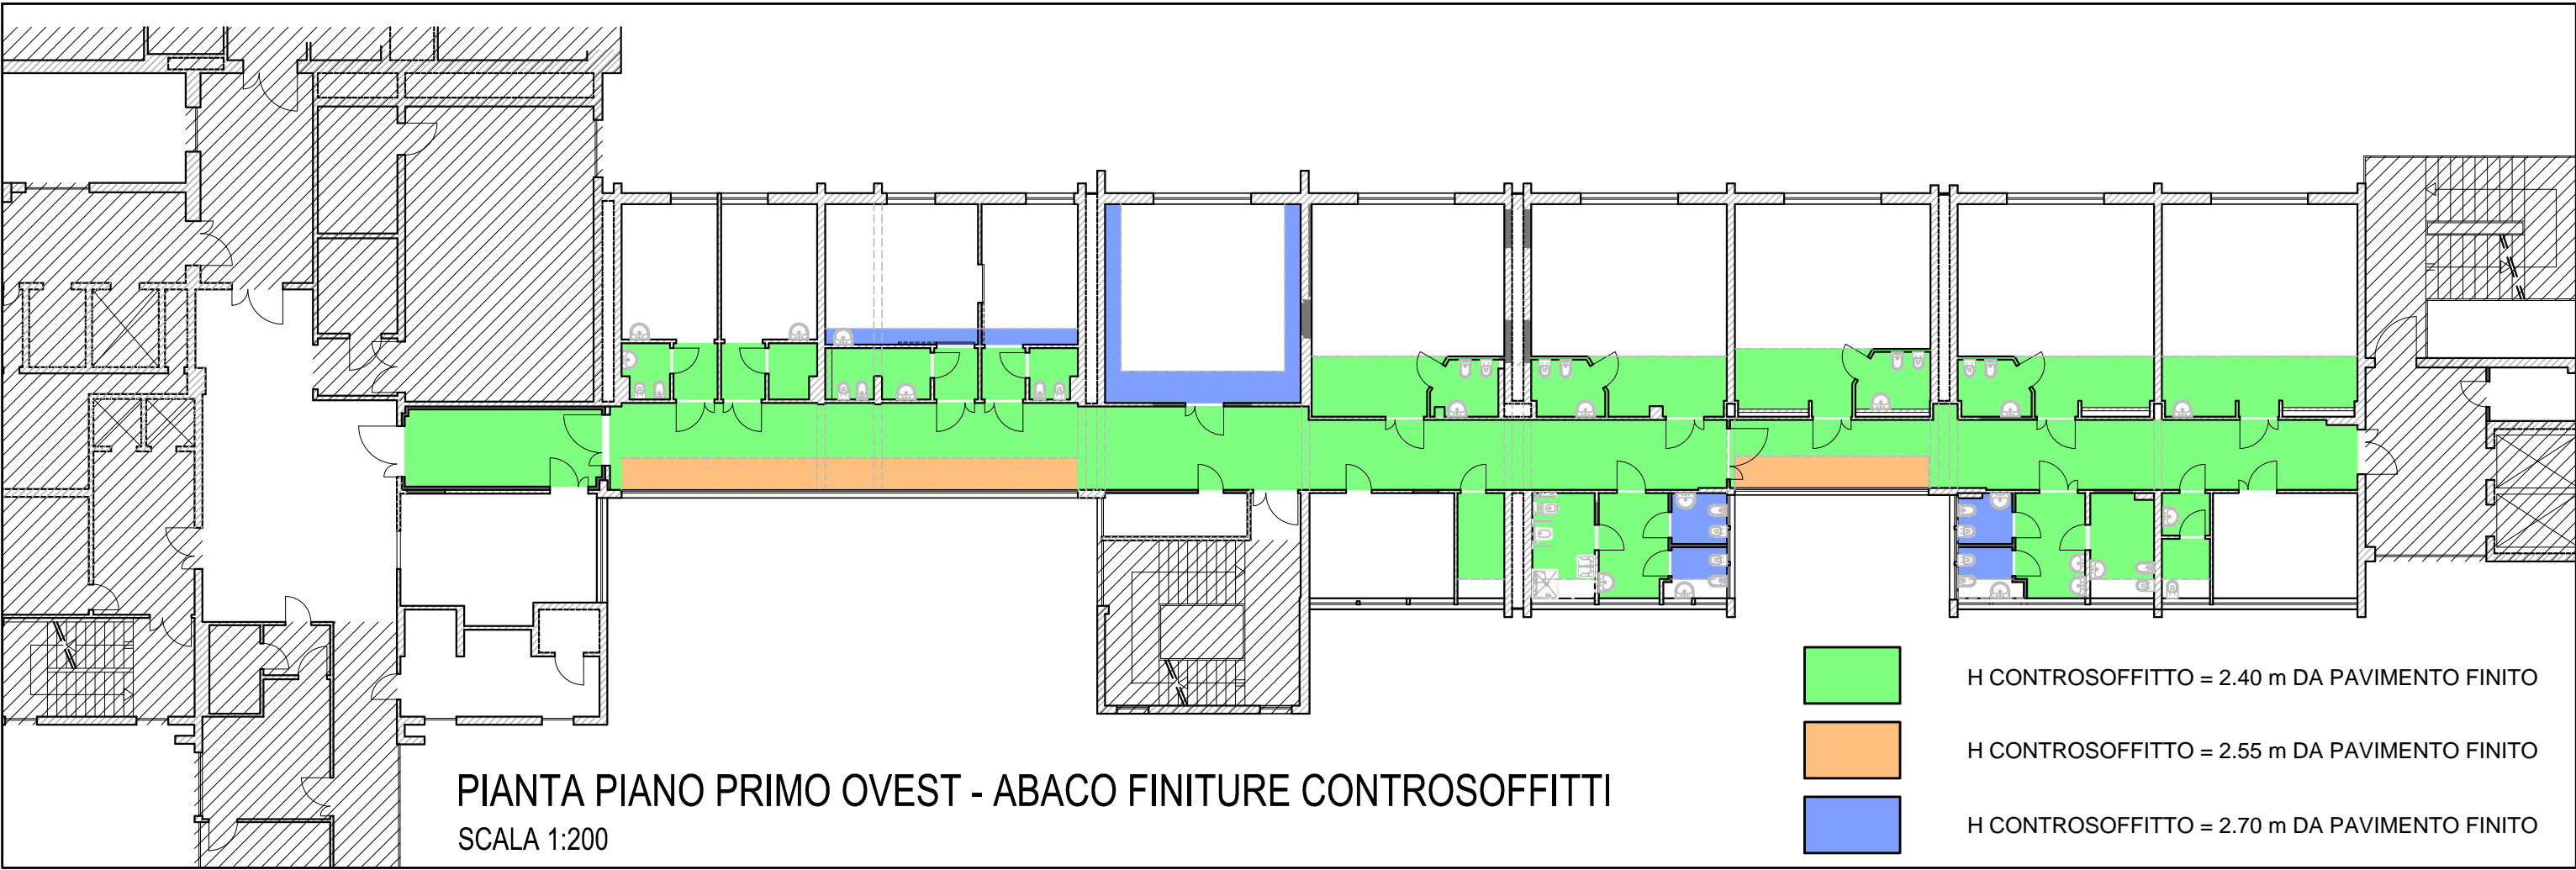 H CONTROSOFFITTO = 2.40 m DA PAVIMENTO FINITO
H CONTROSOFFITTO = 2.55 m DA PAVIMENTO FINITO
H CONTROSOFFITTO = 2.70 m DA PAVIMENTO FINITO
PIANTA PIANO PRIMO OVEST - ABACO FINITURE CONTROSOFFITTI
SCALA 1:200